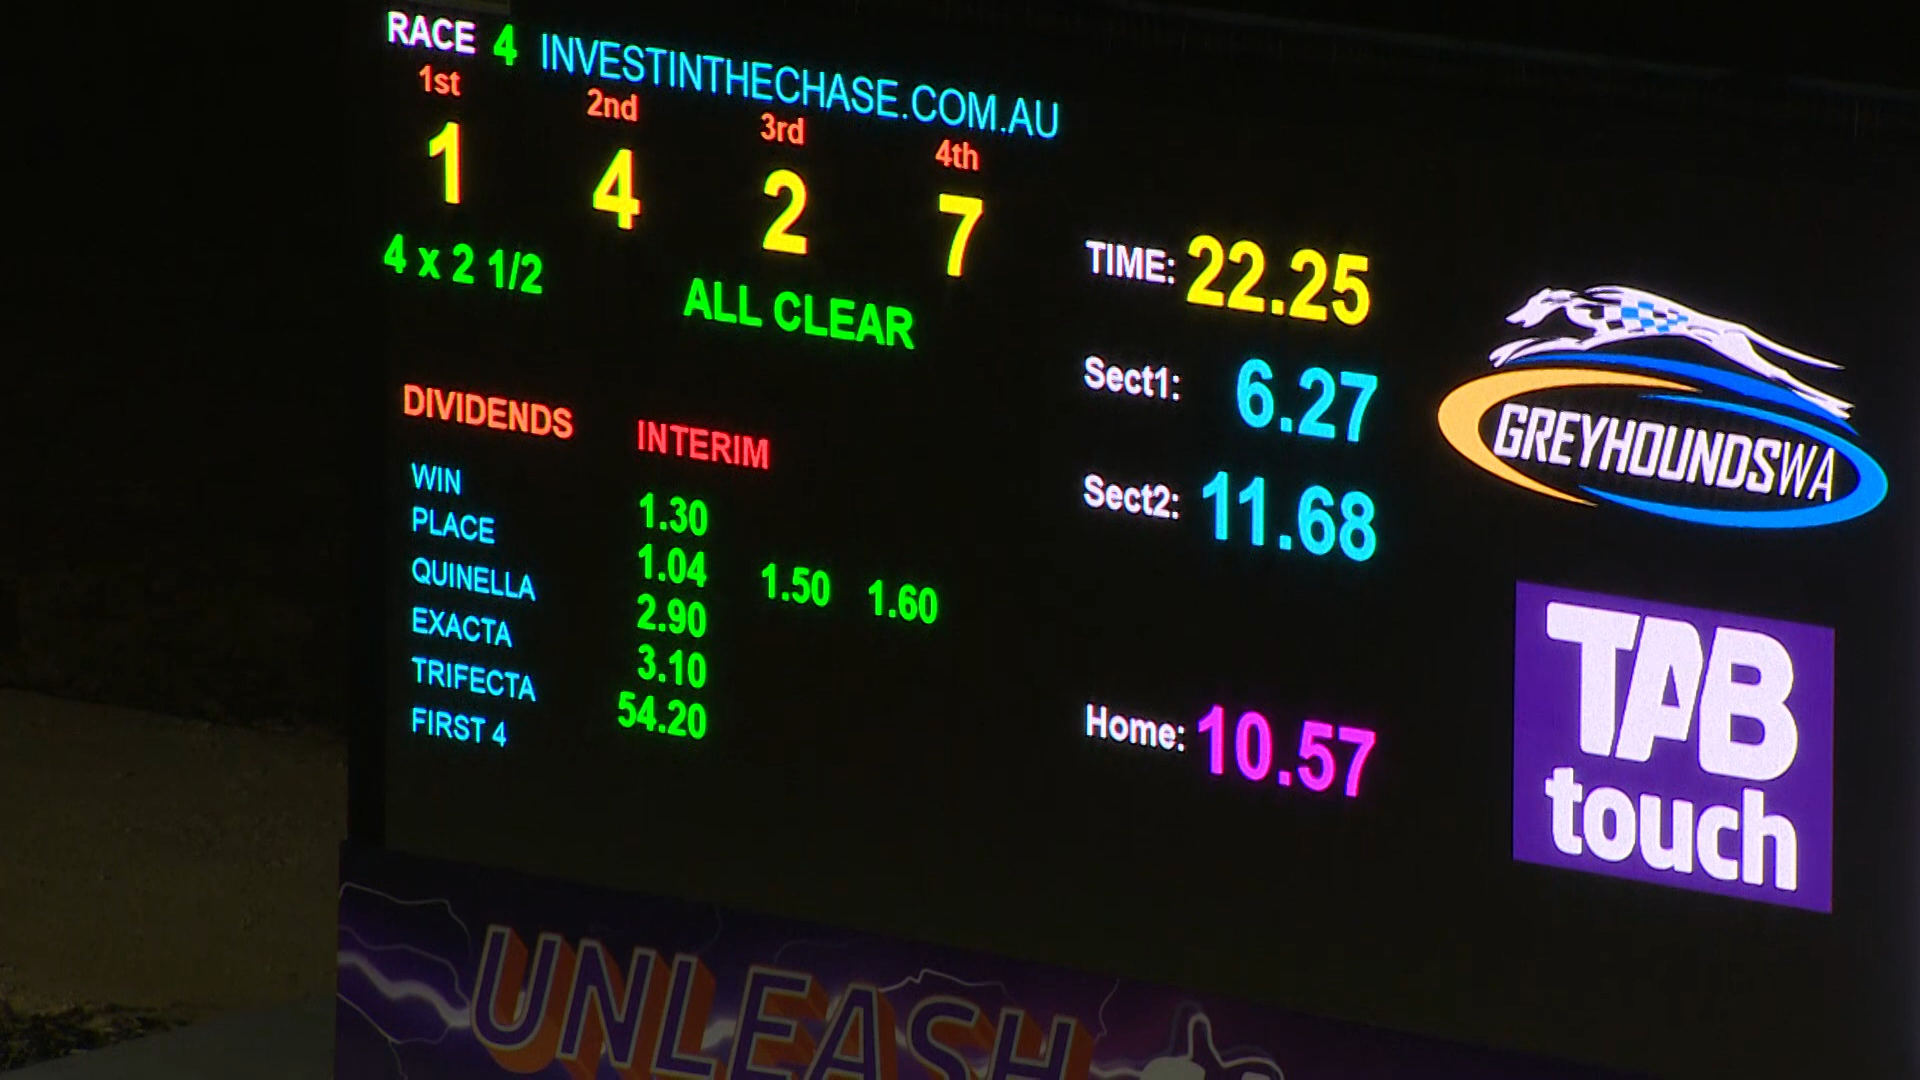 RACE 4 INVESTINTHECHASE.COM.AU
1st 2nd 3rd 4th
1 4 2 7
4 x 2 1/2
ALL CLEAR
TIME: 22.25
Sect1: 6.27
Sect2: 11.68
Home: 10.57
DIVIDENDS INTERIM
WIN 1.30
PLACE 1.04 1.50 1.60
QUINELLA 2.90
EXACTA 3.10
TRIFECTA 54.20
FIRST 4
GREYHOUNDSWA
TAB
touch
UNLEASH